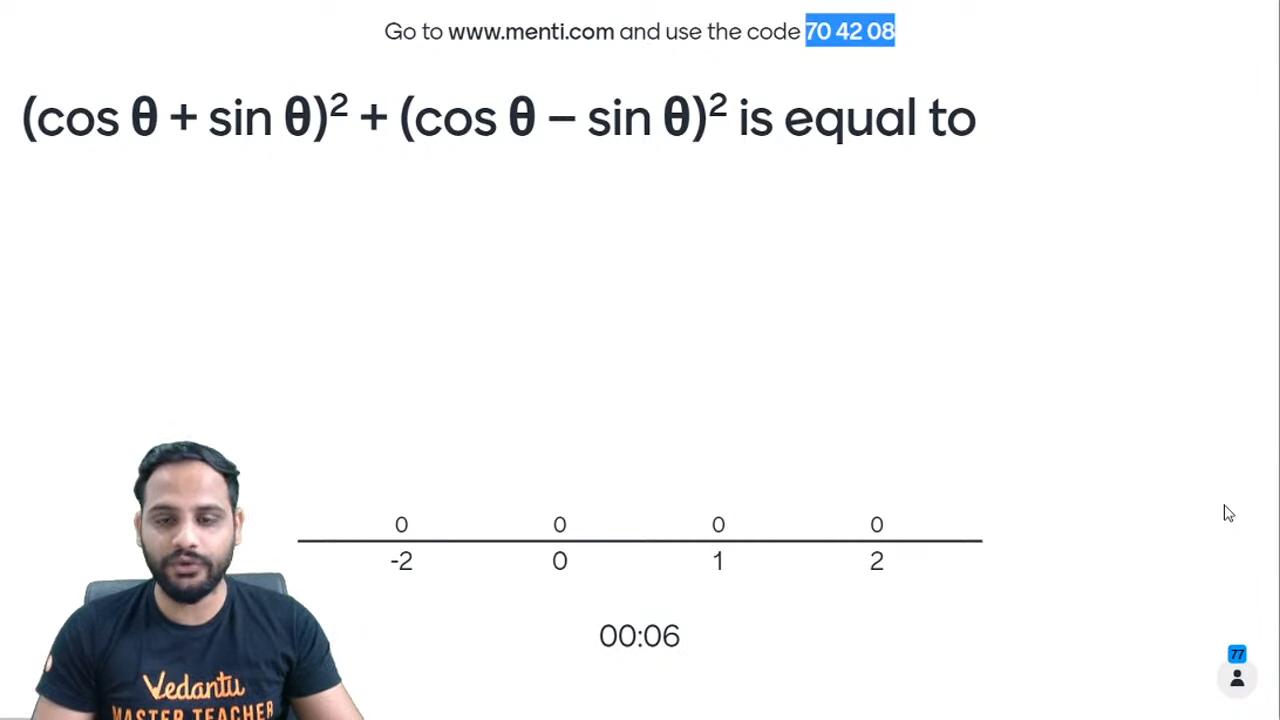 Go to www.menti.com and use the code 70 42 08
(cos θ + sin θ)² + (cos θ – sin θ)² is equal to
0 0 0 0
-2 0 1 2
00:06
77
Vedantu
MASTER TEACHER